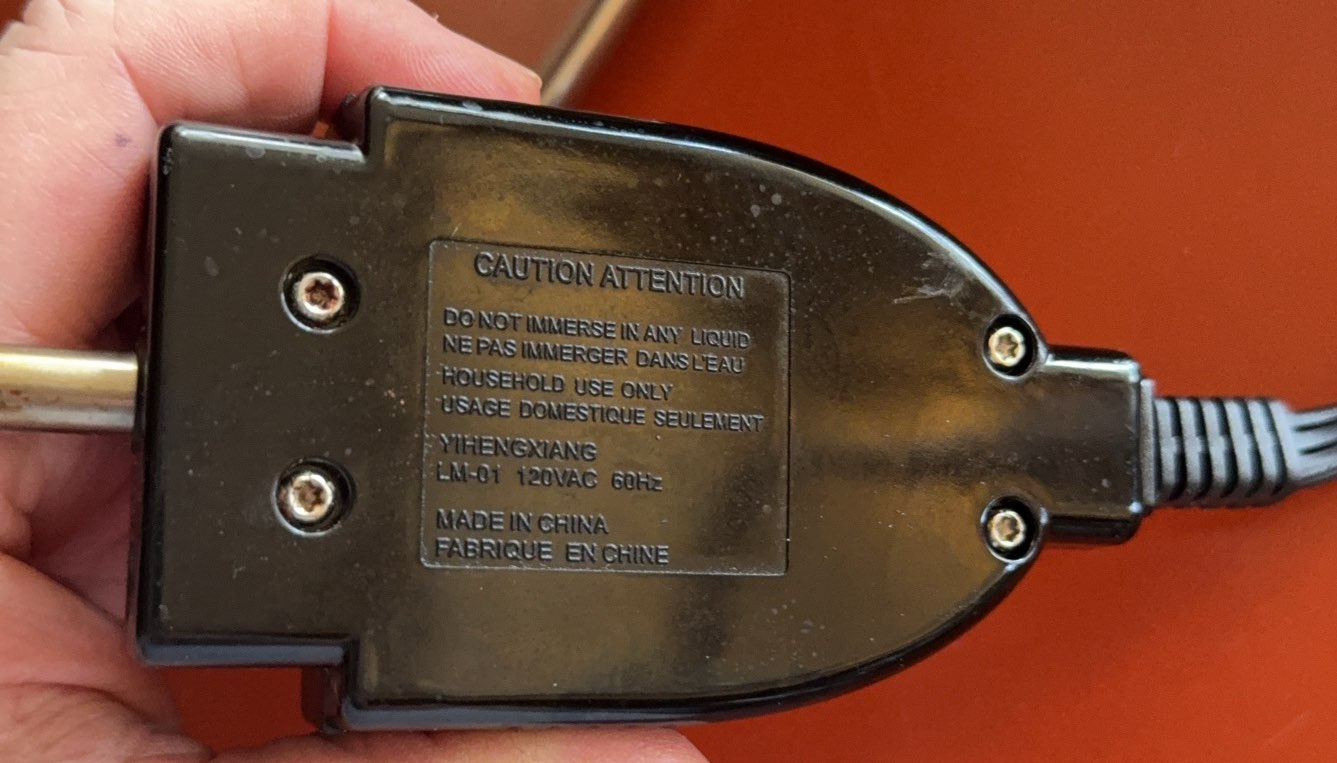 CAUTION ATTENTION
DO NOT IMMERSE IN ANY LIQUID
NE PAS IMMERGER DANS L'EAU
HOUSEHOLD USE ONLY
USAGE DOMESTIQUE SEULEMENT
YIHENGXIANG
LM-01 120VAC 60Hz
MADE IN CHINA
FABRIQUE EN CHINE